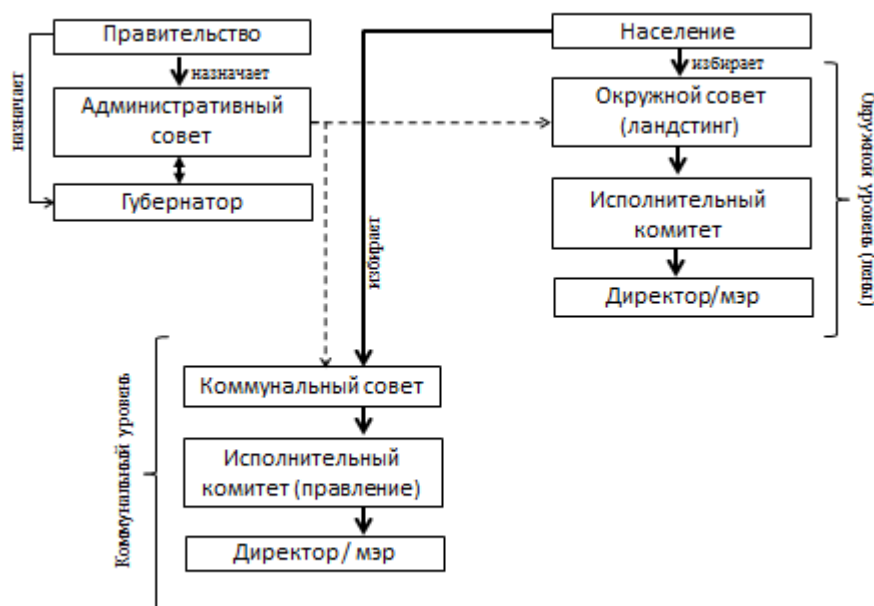 Правительство
назначает
назначает
Административный
совет
Губернатор
Население
избирает
Окружной совет
(ландстинг)
Исполнительный
комитет
Директор/мэр
Окружной уровень (лены)
избирает
Коммунальный уровень
Коммунальный совет
Исполнительный
комитет (правление)
Директор / мэр